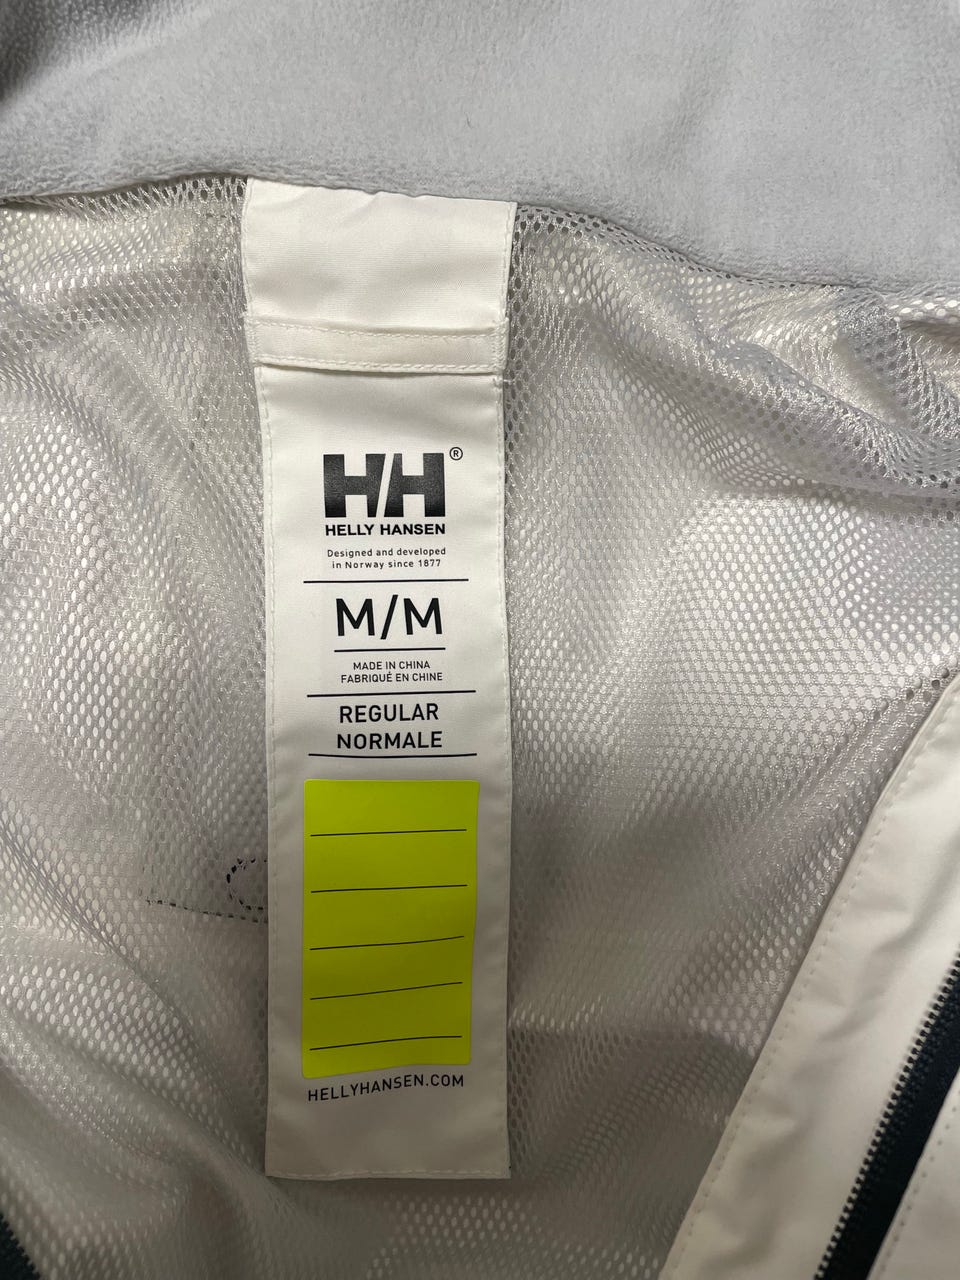 HH®
HELLY HANSEN
Designed and developed
in Norway since 1877
M/M
MADE IN CHINA
FABRIQUÉ EN CHINE
REGULAR
NORMALE
HELLYHANSEN.COM